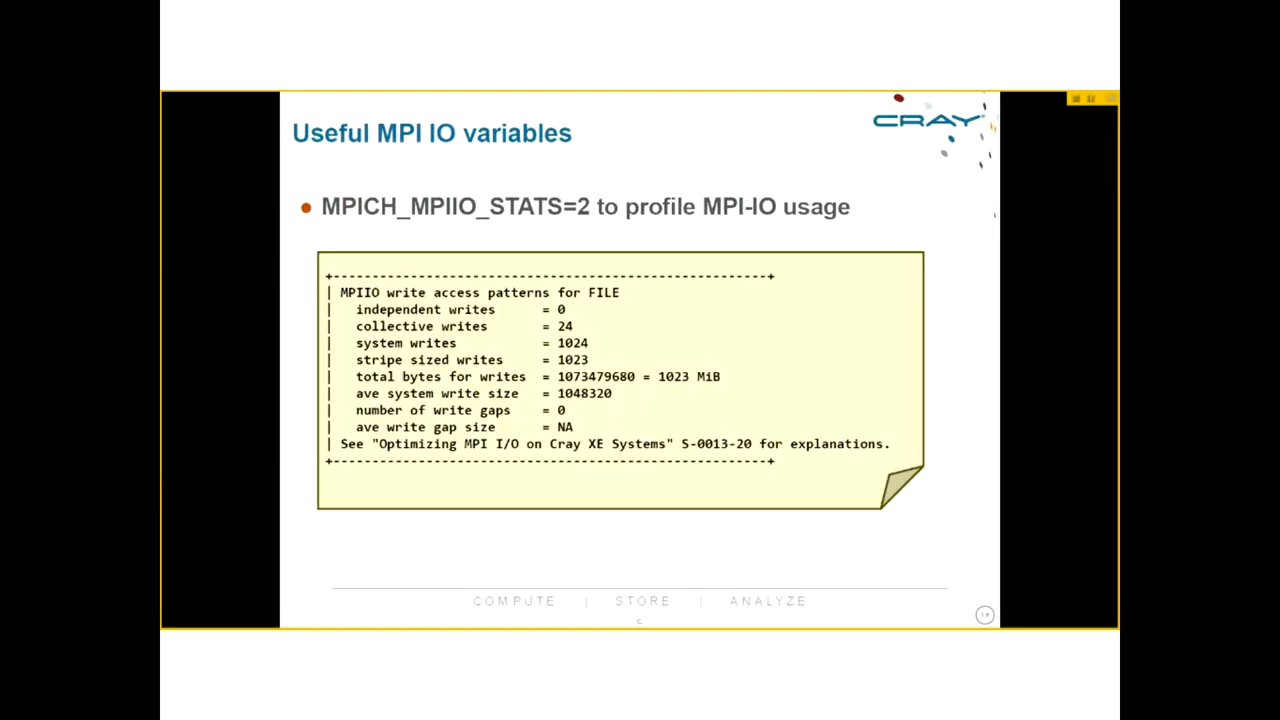 Useful MPI IO variables
CRAY
MPICH_MPIIO_STATS=2 to profile MPI-IO usage
+--------------------------------------------------------+
| MPIIO write access patterns for FILE
|   independent writes      = 0
|   collective writes       = 24
|   system writes           = 1024
|   stripe sized writes     = 1023
|   total bytes for writes  = 1073479680 = 1023 MiB
|   ave system write size   = 1048320
|   number of write gaps    = 0
|   ave write gap size      = NA
| See "Optimizing MPI I/O on Cray XE Systems" S-0013-20 for explanations.
+--------------------------------------------------------+
COMPUTE | STORE | ANALYZE